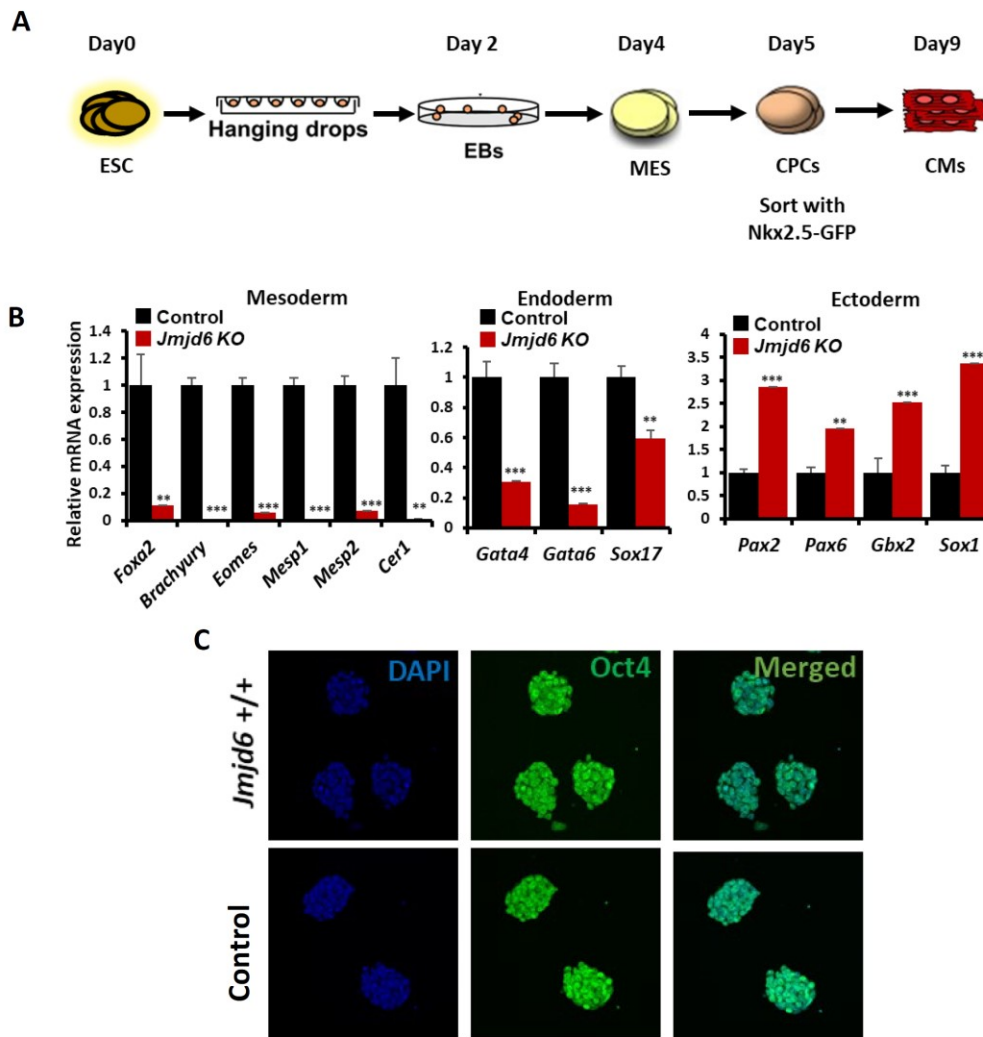 A
Day0 Day 2 Day4 Day5 Day9
Hanging drops
ESC EBs MES CPCs CMs
Sort with
Nkx2.5-GFP
B
Mesoderm
Control
Jmjd6 KO
Relative mRNA expression
1.4
1.2
1
0.8
0.6
0.4
0.2
0
** *** *** *** *** **
Foxa2 Brachyury Eomes Mesp1 Mesp2 Cer1
Endoderm
Control
Jmjd6 KO
1.2
1
0.8
0.6
0.4
0.2
0
*** *** **
Gata4 Gata6 Sox17
Ectoderm
Control
Jmjd6 KO
4
3.5
3
2.5
2
1.5
1
0.5
0
*** ** *** ***
Pax2 Pax6 Gbx2 Sox1
C
DAPI Oct4 Merged
Jmjd6 +/+
Control